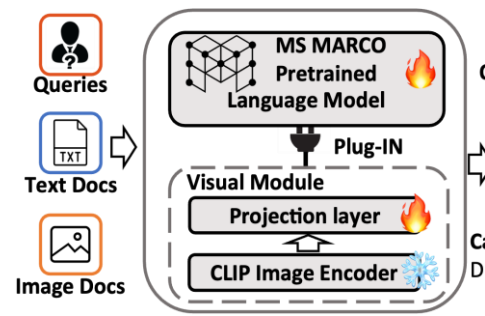 Queries
TXT
Text Docs
Image Docs
MS MARCO
Pretrained
Language Model
Plug-IN
Visual Module
Projection layer
CLIP Image Encoder